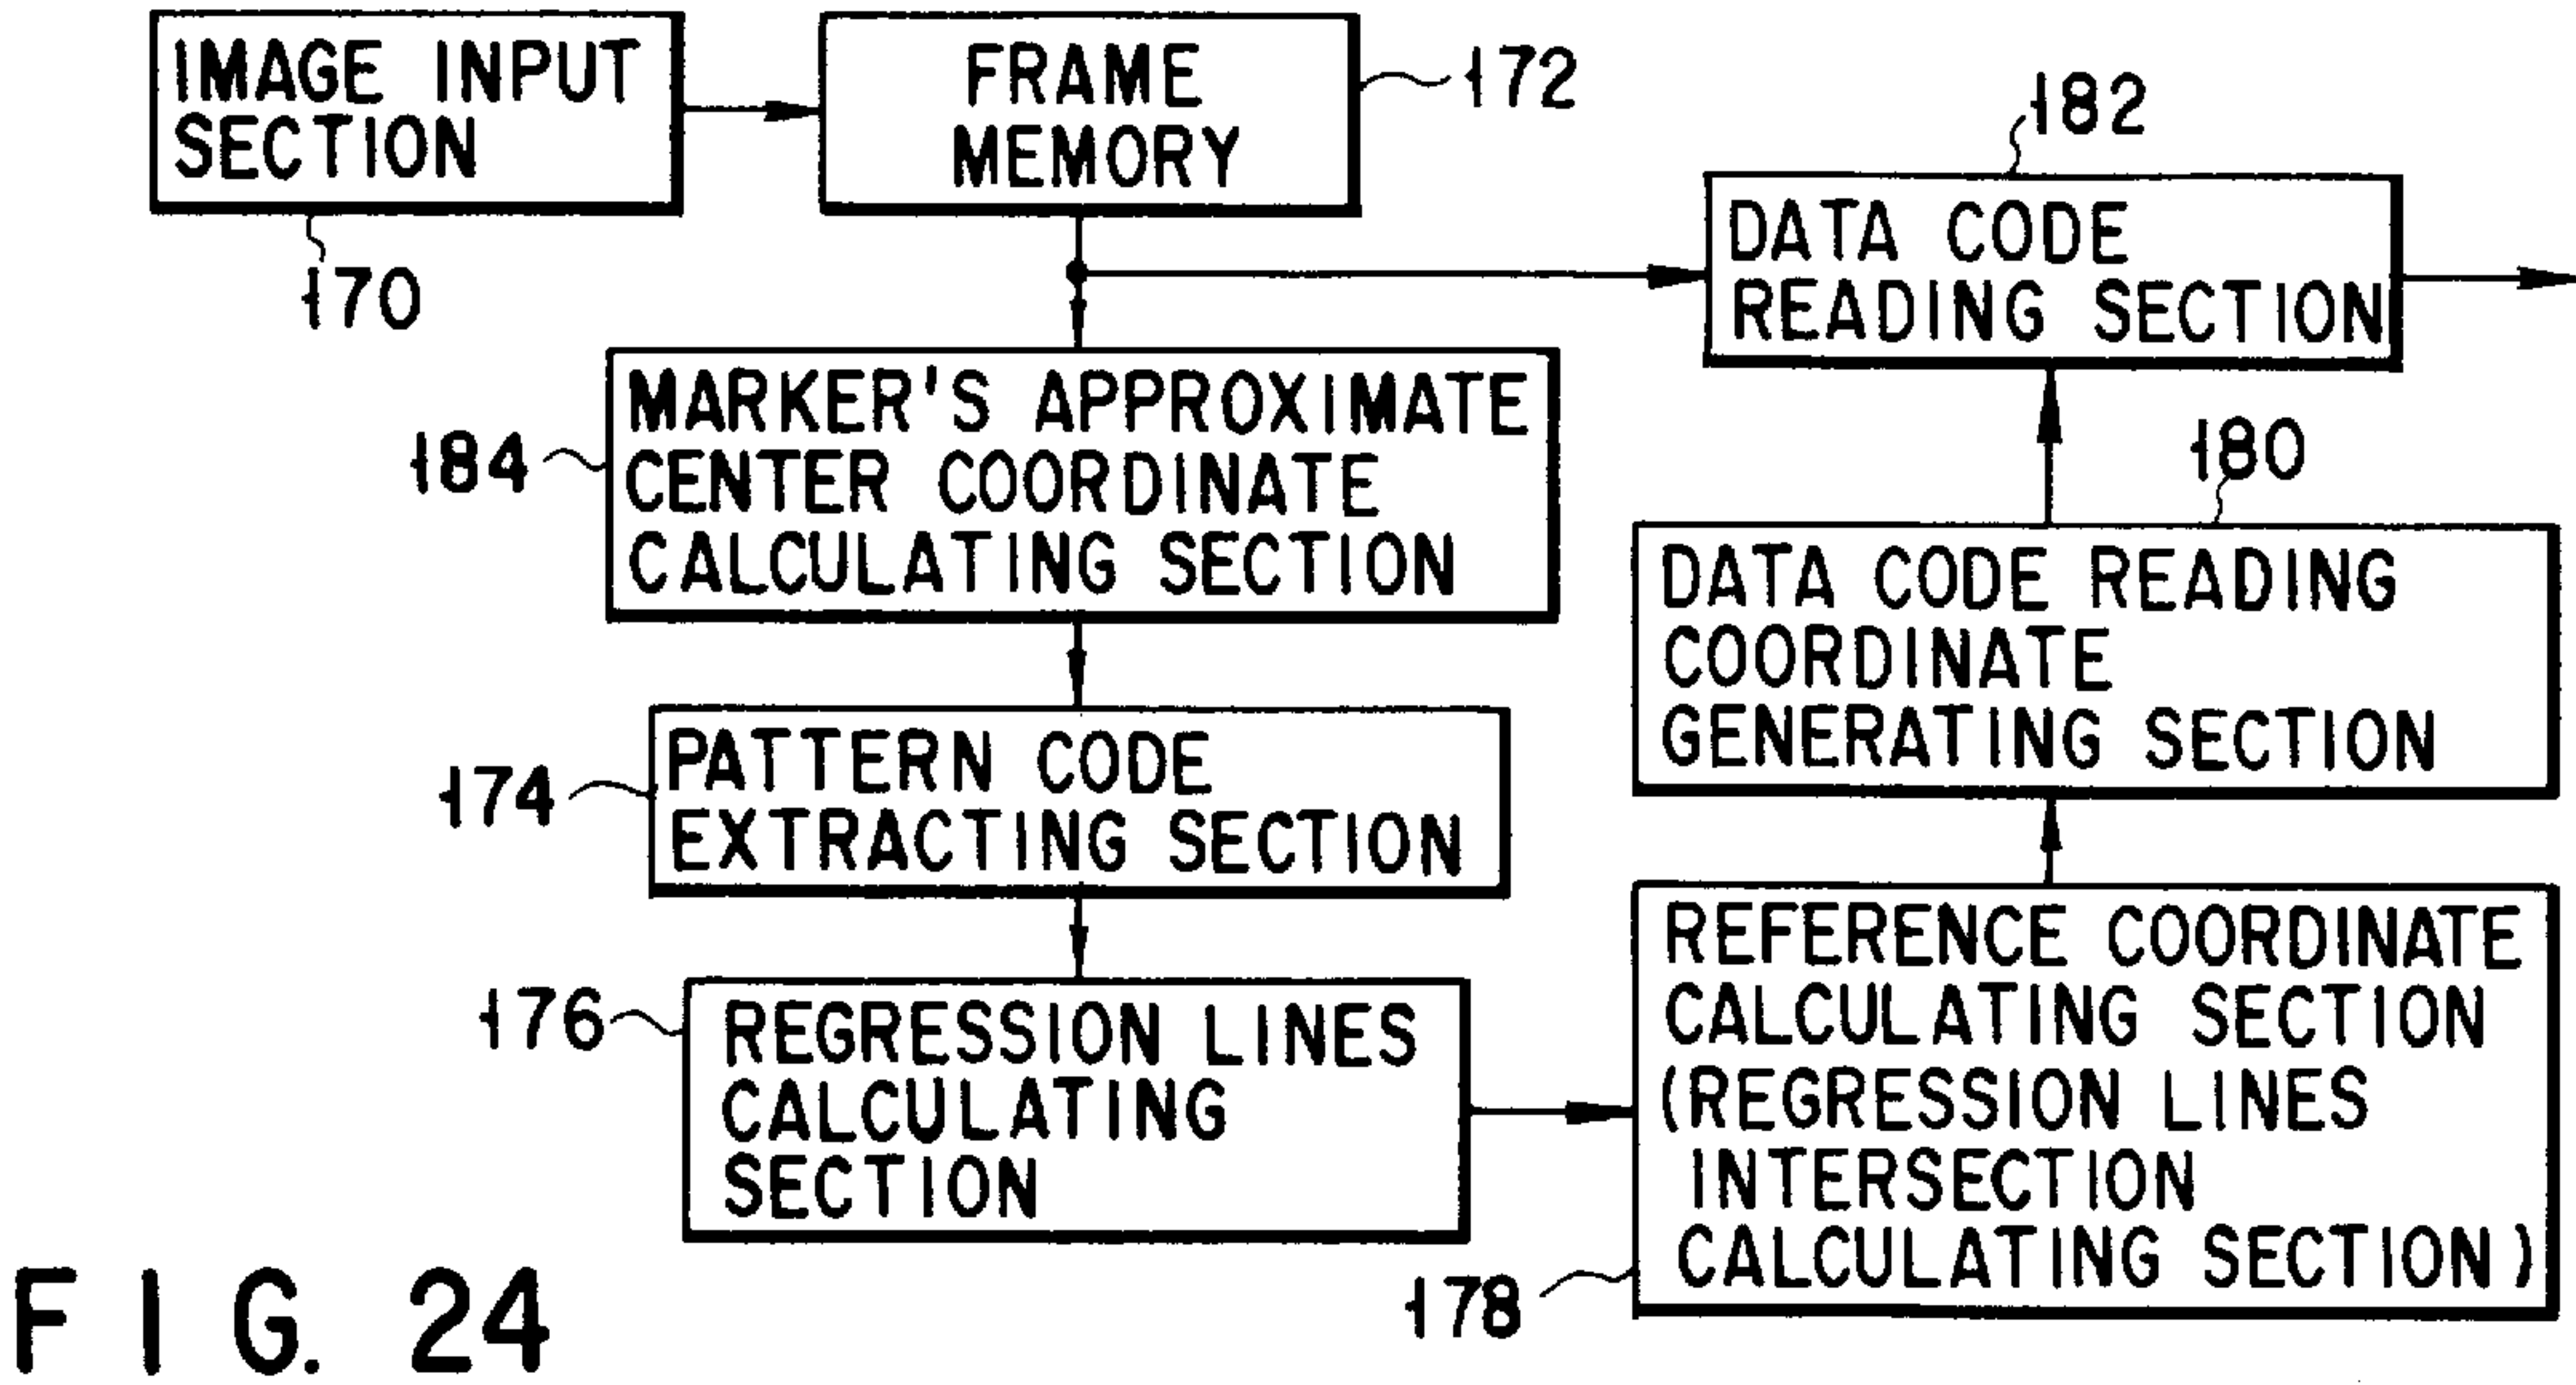 IMAGE INPUT
SECTION
170
FRAME
MEMORY
172
182
DATA CODE
READING SECTION
184
MARKER'S APPROXIMATE
CENTER COORDINATE
CALCULATING SECTION
180
DATA CODE READING
COORDINATE
GENERATING SECTION
174
PATTERN CODE
EXTRACTING SECTION
176
REGRESSION LINES
CALCULATING
SECTION
REFERENCE COORDINATE
CALCULATING SECTION
(REGRESSION LINES
INTERSECTION
CALCULATING SECTION)
178
FIG. 24